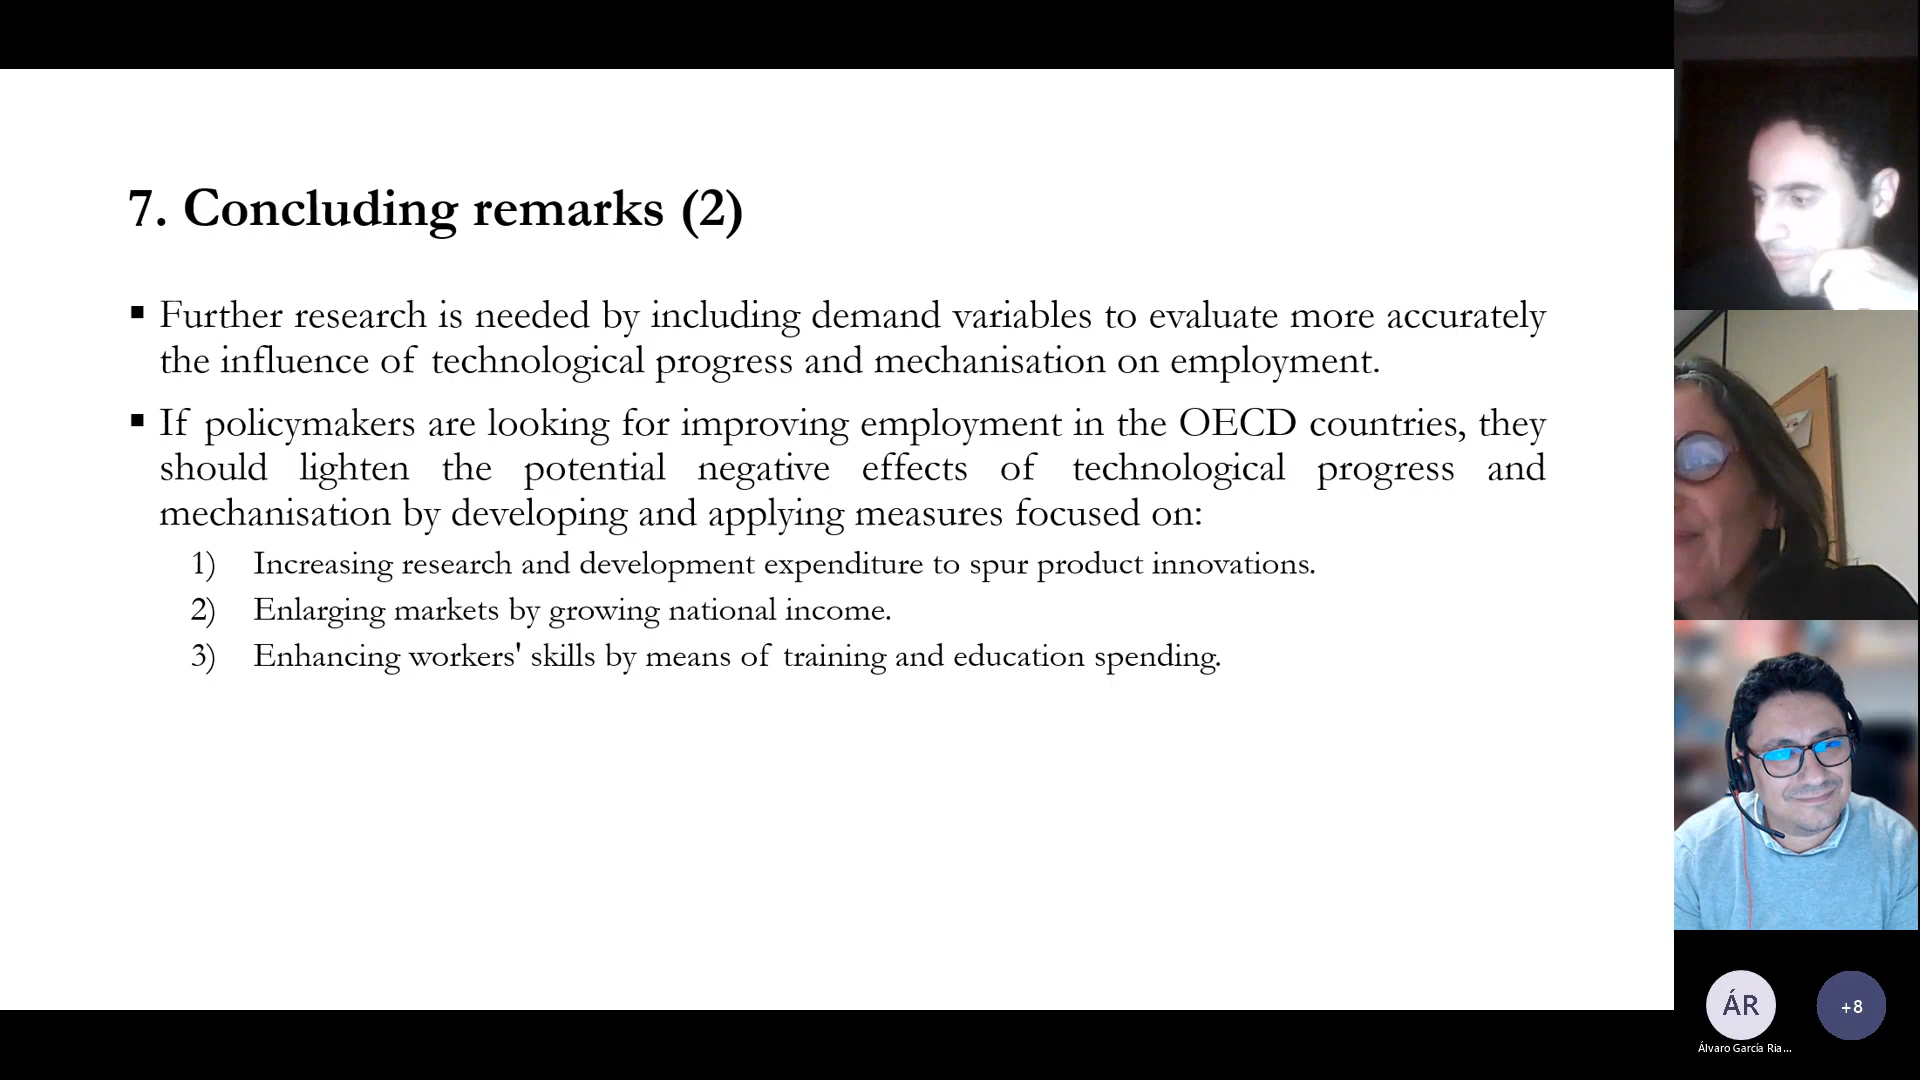 7. Concluding remarks (2)
▪ Further research is needed by including demand variables to evaluate more accurately
the influence of technological progress and mechanisation on employment.
▪ If policymakers are looking for improving employment in the OECD countries, they
should lighten the potential negative effects of technological progress and
mechanisation by developing and applying measures focused on:
1) Increasing research and development expenditure to spur product innovations.
2) Enlarging markets by growing national income.
3) Enhancing workers' skills by means of training and education spending.
ÁR
+8
Álvaro García Ria...